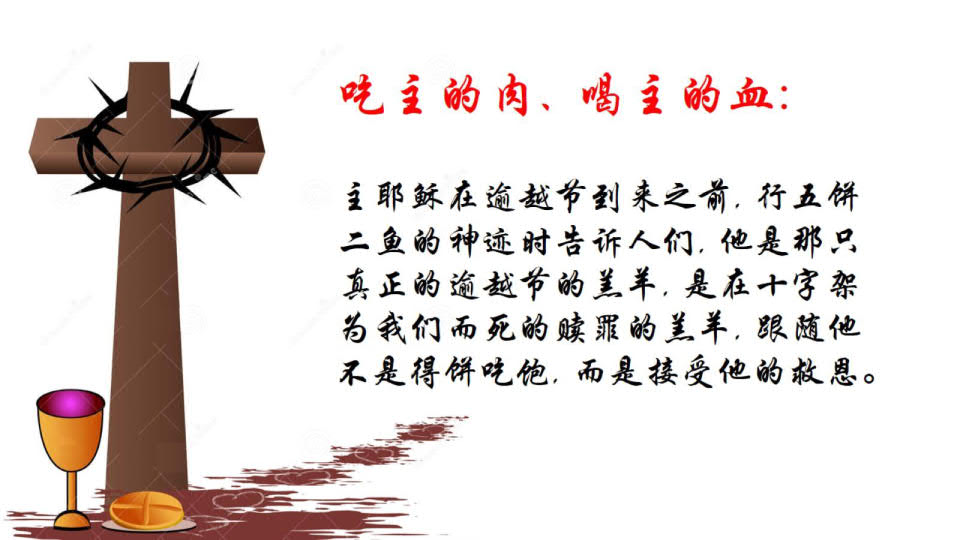 吃主的肉、喝主的血：
主耶稣在逾越节到来之前，行五饼
二鱼的神迹时告诉人们，他是那只
真正的逾越节的羔羊，是在十字架
为我们而死的赎罪的羔羊，跟随他
不是得饼吃饱，而是接受他的救恩。